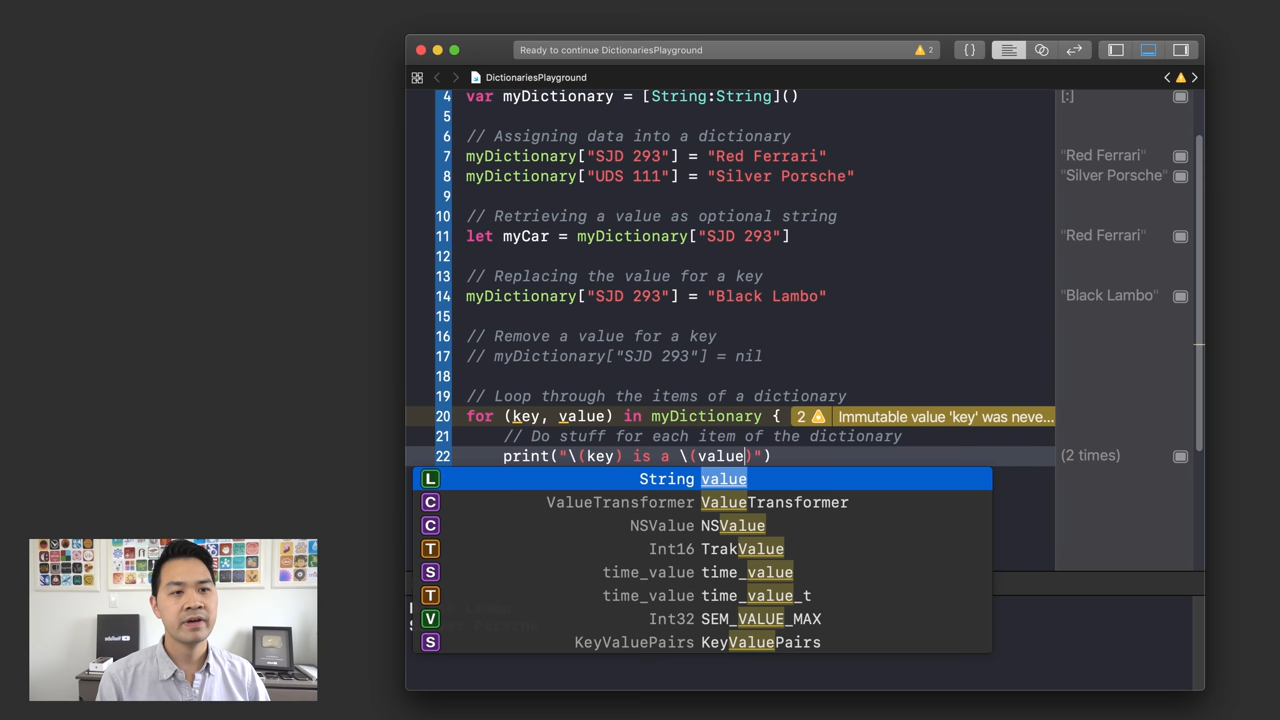 Ready to continue DictionariesPlayground
2
{}
DictionariesPlayground
4 var myDictionary = [String:String]() [:]
5
6 // Assigning data into a dictionary
7 myDictionary["SJD 293"] = "Red Ferrari" "Red Ferrari"
8 myDictionary["UDS 111"] = "Silver Porsche" "Silver Porsche"
9
10 // Retrieving a value as optional string
11 let myCar = myDictionary["SJD 293"] "Red Ferrari"
12
13 // Replacing the value for a key
14 myDictionary["SJD 293"] = "Black Lambo" "Black Lambo"
15
16 // Remove a value for a key
17 // myDictionary["SJD 293"] = nil
18
19 // Loop through the items of a dictionary
20 for (key, value) in myDictionary { 2 Immutable value 'key' was neve...
21 // Do stuff for each item of the dictionary
22 print("\(key) is a \(value)") (2 times)
L String value
C ValueTransformer ValueTransformer
C NSValue NSValue
T Int16 TrakValue
S time_value time_value
T time_value time_value_t
V Int32 SEM_VALUE_MAX
S KeyValuePairs KeyValuePairs